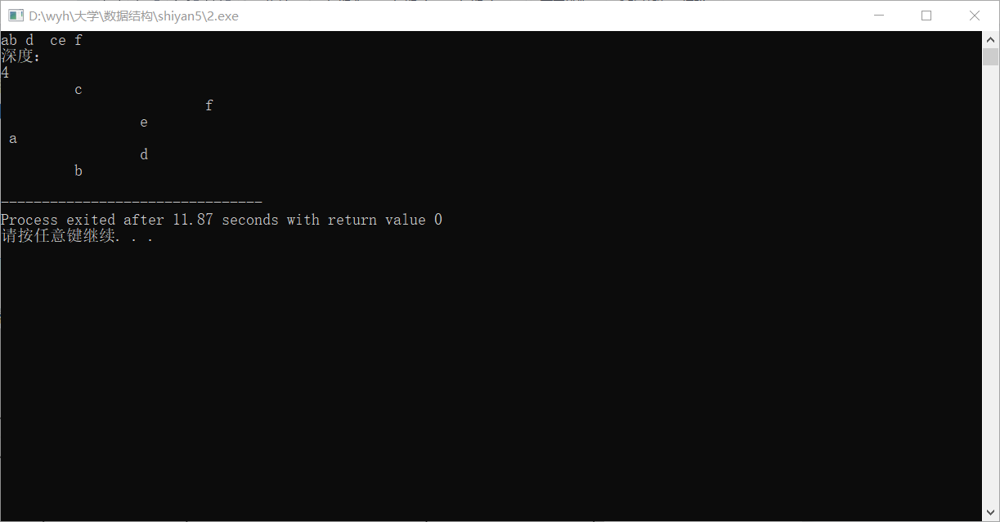 D:\wyh\大学\数据结构\shiyan5\2.exe
ab d  ce f
深度：
4
         c
                         f
                 e
 a
                 d
         b

--------------------------------
Process exited after 11.87 seconds with return value 0
请按任意键继续. . .